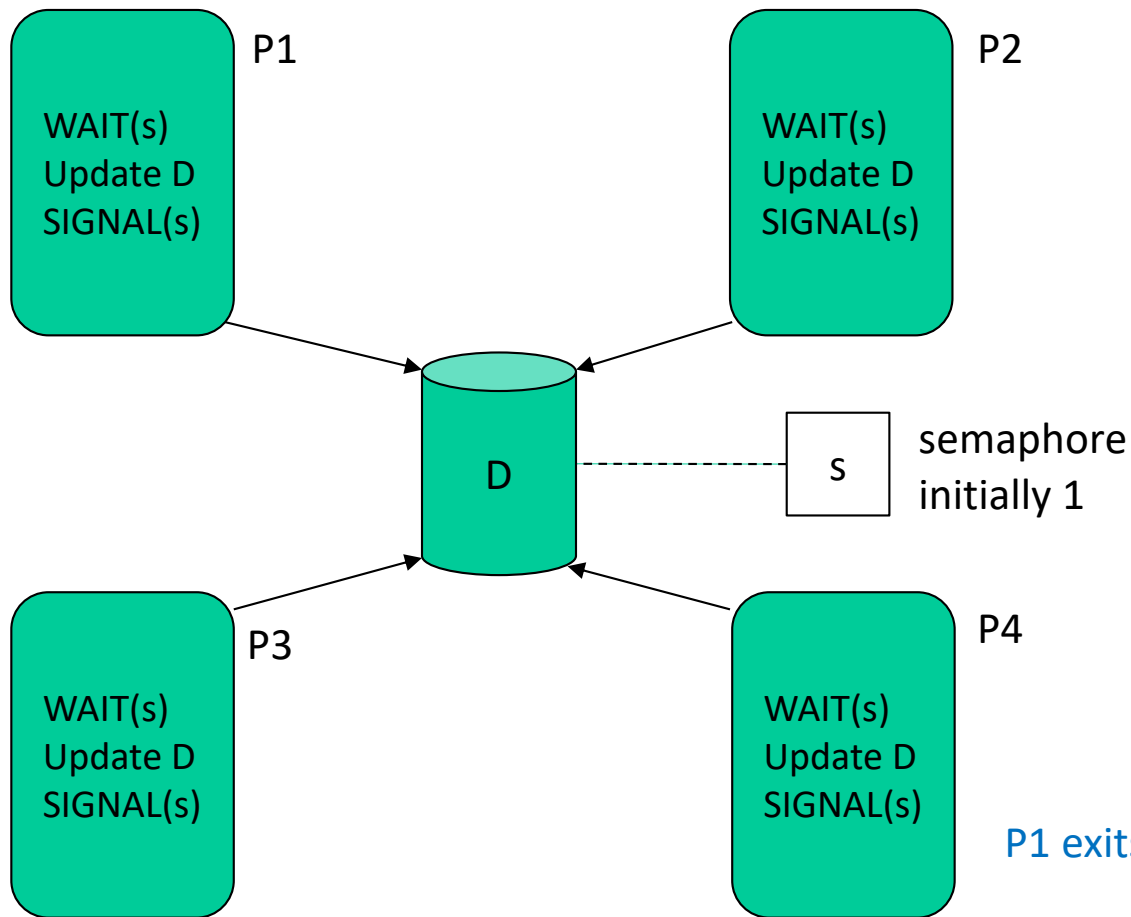 P1
WAIT(s)
Update D
SIGNAL(s)
P2
WAIT(s)
Update D
SIGNAL(s)
D
s
semaphore
initially 1
P3
WAIT(s)
Update D
SIGNAL(s)
P4
WAIT(s)
Update D
SIGNAL(s)
P1 exits